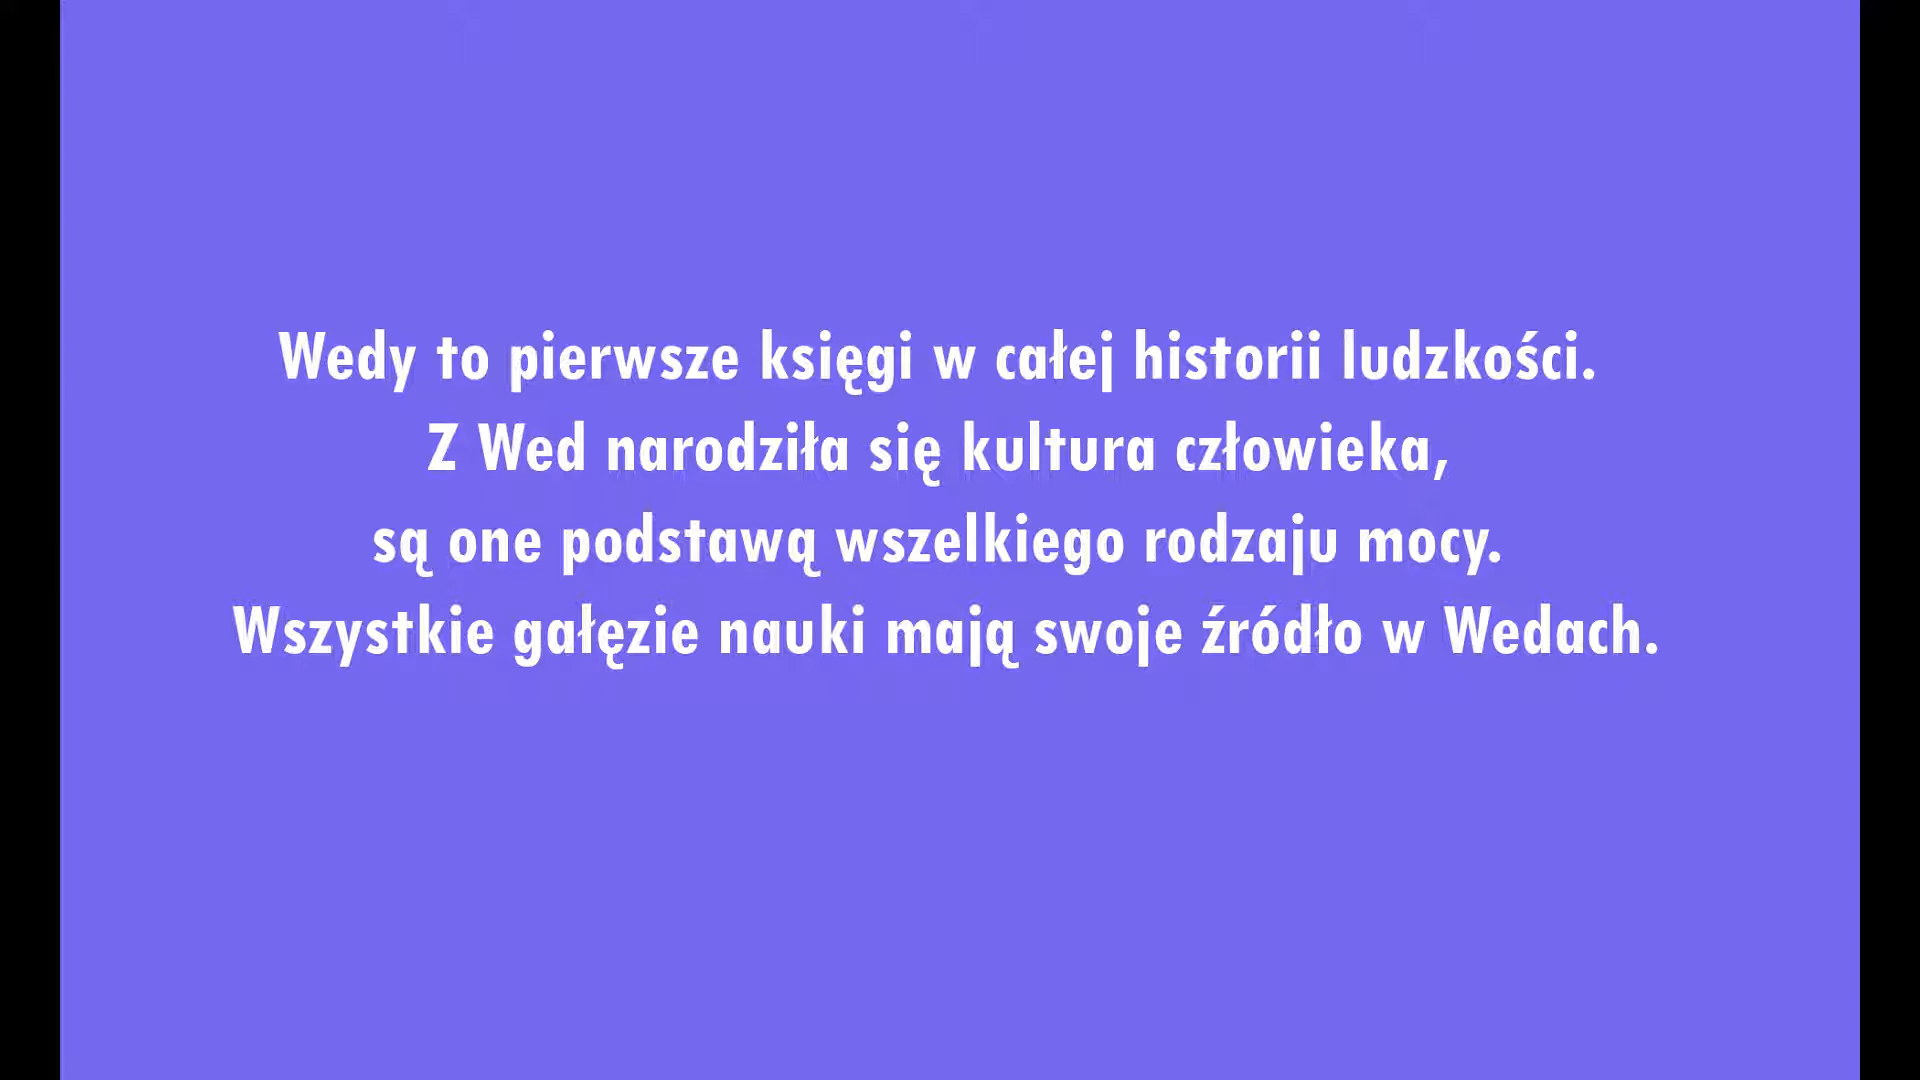 Wedy to pierwsze księgi w całej historii ludzkości.
Z Wed narodziła się kultura człowieka,
są one podstawą wszelkiego rodzaju mocy.
Wszystkie gałęzie nauki mają swoje źródło w Wedach.